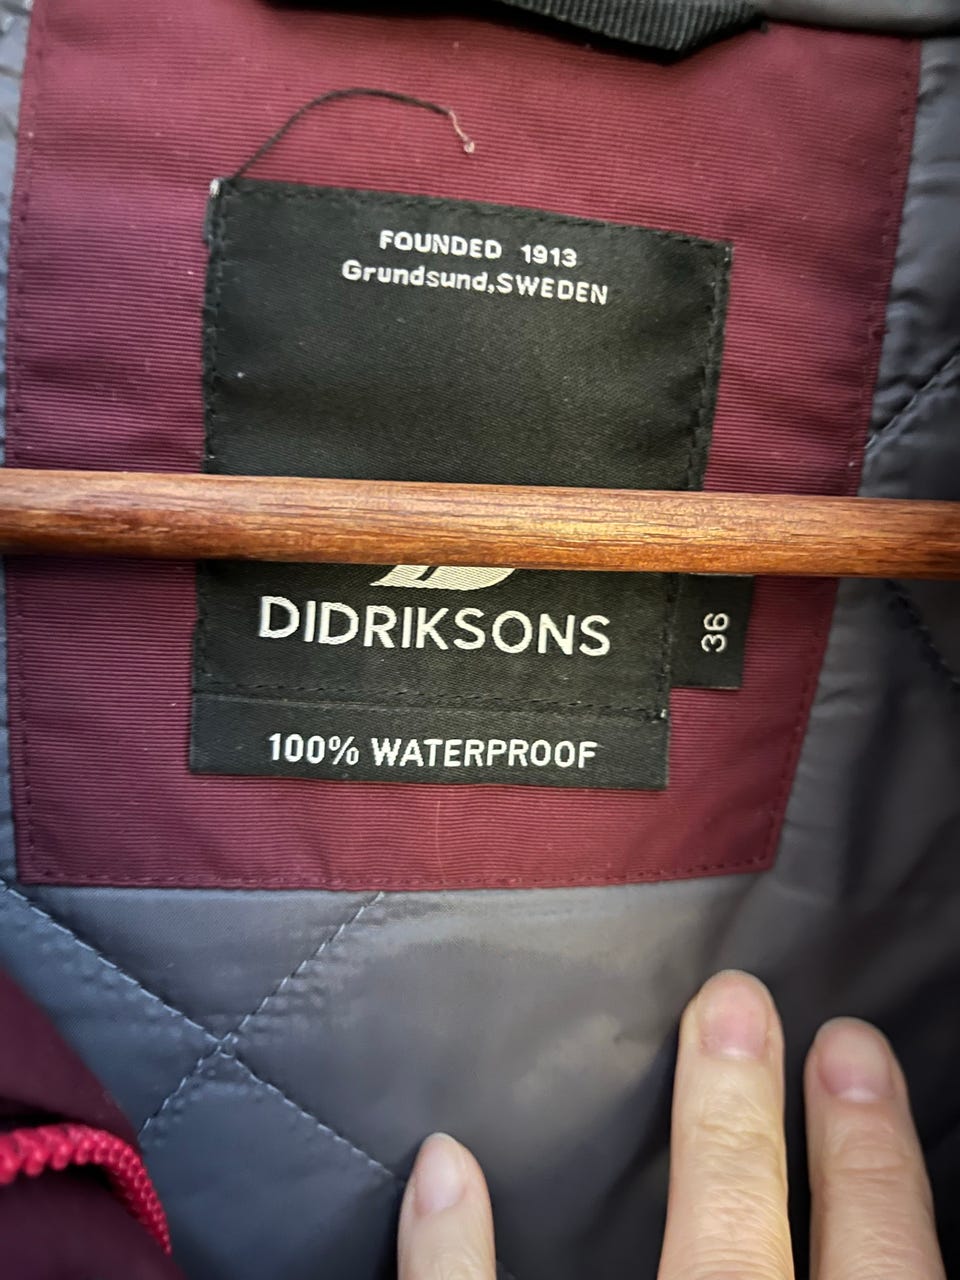 FOUNDED 1913
Grundsund,SWEDEN
DIDRIKSONS
36
100% WATERPROOF